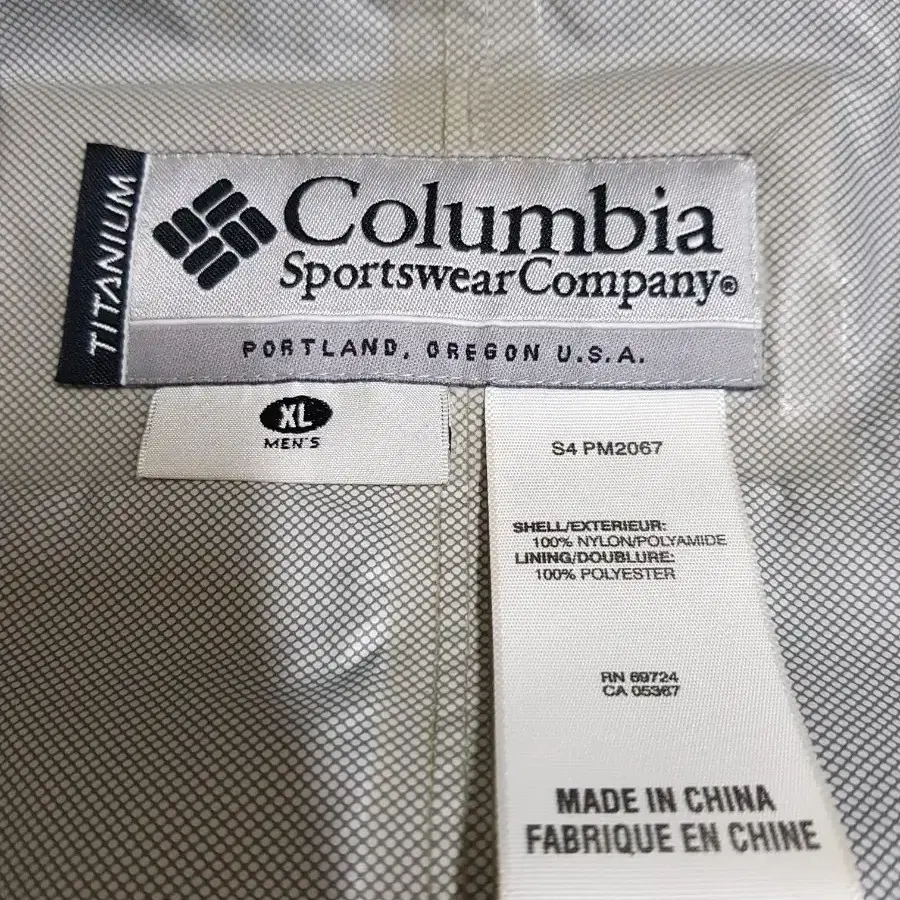 TITANIUM
Columbia
Sportswear Company®
PORTLAND, OREGON U.S.A.
XL
MEN'S
S4 PM2067
SHELL/EXTERIEUR:
100% NYLON/POLYAMIDE
LINING/DOUBLURE:
100% POLYESTER
RN 69724
CA 05367
MADE IN CHINA
FABRIQUE EN CHINE